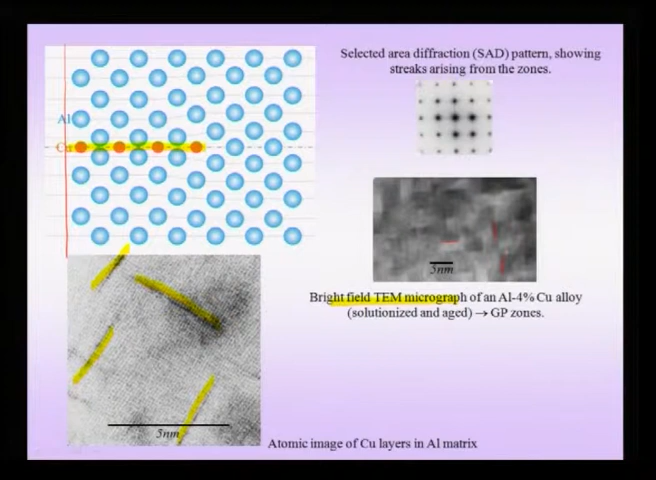 Selected area diffraction (SAD) pattern, showing
streaks arising from the zones.
Al
Cu
5nm
Bright field TEM micrograph of an Al-4% Cu alloy
(solutionized and aged) → GP zones.
5nm
Atomic image of Cu layers in Al matrix